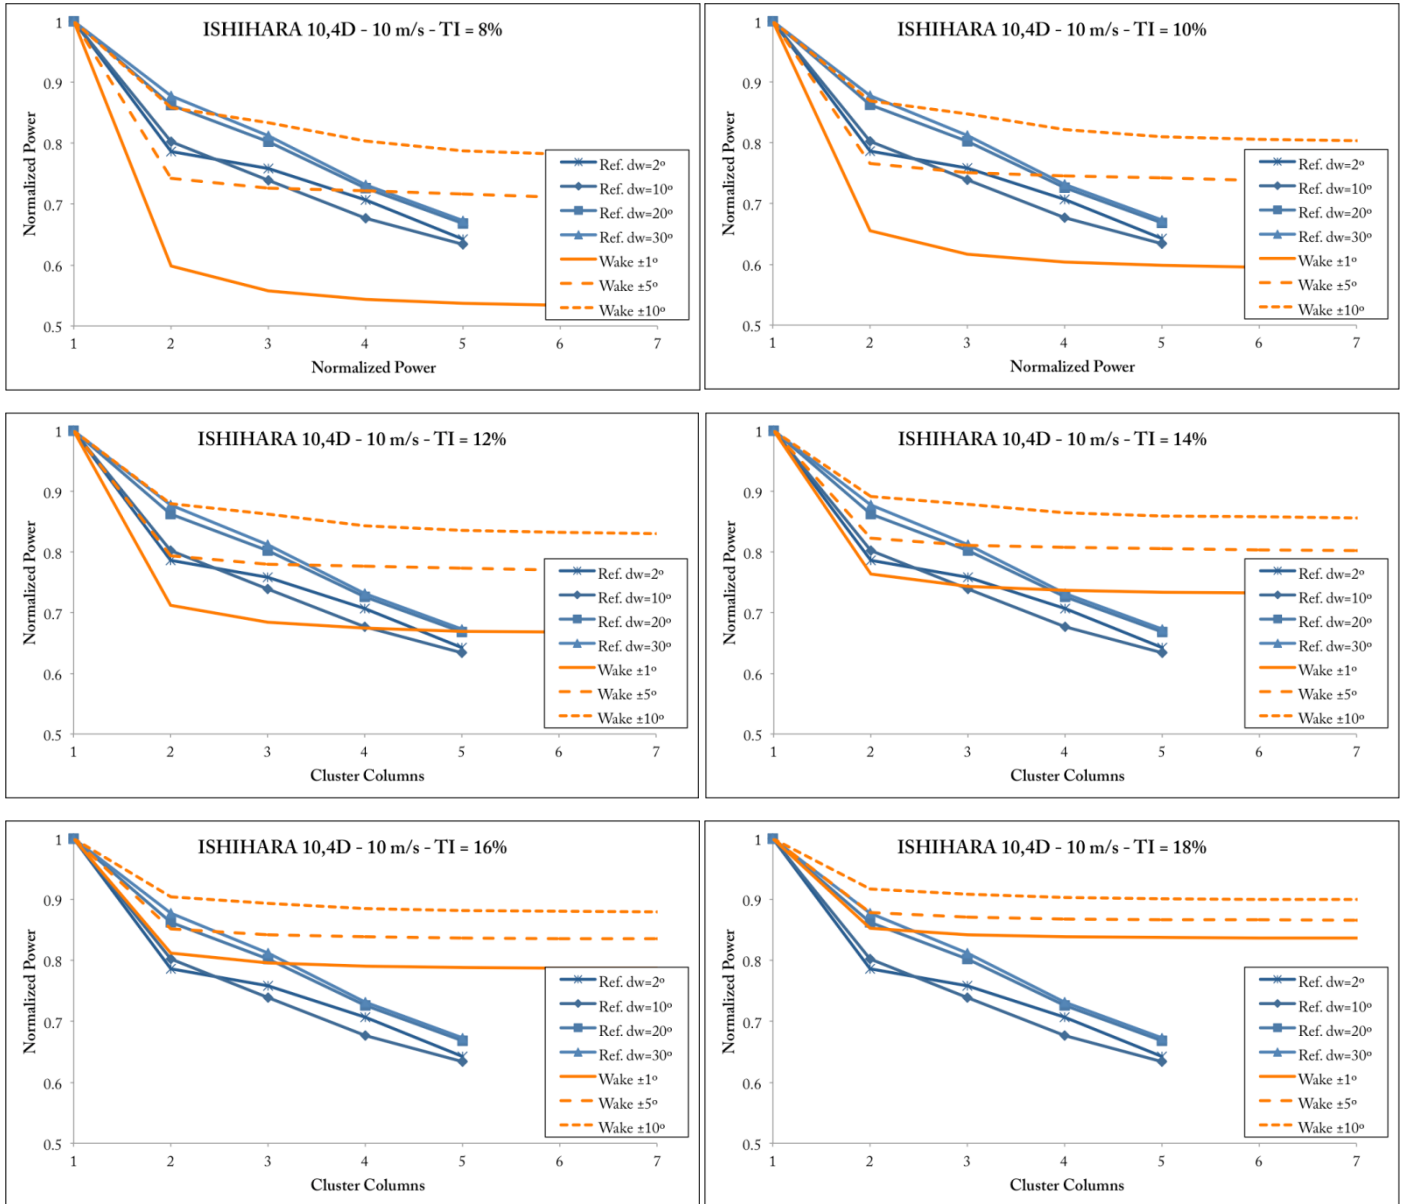 ISHIHARA 10,4D - 10 m/s - TI = 8%
Normalized Power
1
0.9
0.8
0.7
0.6
0.5
1 2 3 4 5 6 7
Normalized Power
Ref. dw=2º
Ref. dw=10º
Ref. dw=20º
Ref. dw=30º
Wake ±1º
Wake ±5º
Wake ±10º
ISHIHARA 10,4D - 10 m/s - TI = 10%
Normalized Power
1
0.9
0.8
0.7
0.6
0.5
1 2 3 4 5 6 7
Normalized Power
Ref. dw=2º
Ref. dw=10º
Ref. dw=20º
Ref. dw=30º
Wake ±1º
Wake ±5º
Wake ±10º
ISHIHARA 10,4D - 10 m/s - TI = 12%
Normalized Power
1
0.9
0.8
0.7
0.6
0.5
1 2 3 4 5 6 7
Cluster Columns
Ref. dw=2º
Ref. dw=10º
Ref. dw=20º
Ref. dw=30º
Wake ±1º
Wake ±5º
Wake ±10º
ISHIHARA 10,4D - 10 m/s - TI = 14%
Normalized Power
1
0.9
0.8
0.7
0.6
0.5
1 2 3 4 5 6 7
Cluster Columns
Ref. dw=2º
Ref. dw=10º
Ref. dw=20º
Ref. dw=30º
Wake ±1º
Wake ±5º
Wake ±10º
ISHIHARA 10,4D - 10 m/s - TI = 16%
Normalized Power
1
0.9
0.8
0.7
0.6
0.5
1 2 3 4 5 6 7
Cluster Columns
Ref. dw=2º
Ref. dw=10º
Ref. dw=20º
Ref. dw=30º
Wake ±1º
Wake ±5º
Wake ±10º
ISHIHARA 10,4D - 10 m/s - TI = 18%
Normalized Power
1
0.9
0.8
0.7
0.6
0.5
1 2 3 4 5 6 7
Cluster Columns
Ref. dw=2º
Ref. dw=10º
Ref. dw=20º
Ref. dw=30º
Wake ±1º
Wake ±5º
Wake ±10º